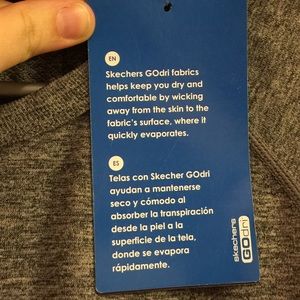 EN
Skechers GOdri fabrics
helps keep you dry and
comfortable by wicking
away from the skin to the
fabric's surface, where it
quickly evaporates.
ES
Telas con Skecher GOdri
ayudan a mantenerse
seco y cómodo al
absorber la transpiración
desde la piel a la
superficie de la tela,
donde se evapora
rápidamente.
skechers
GOdri